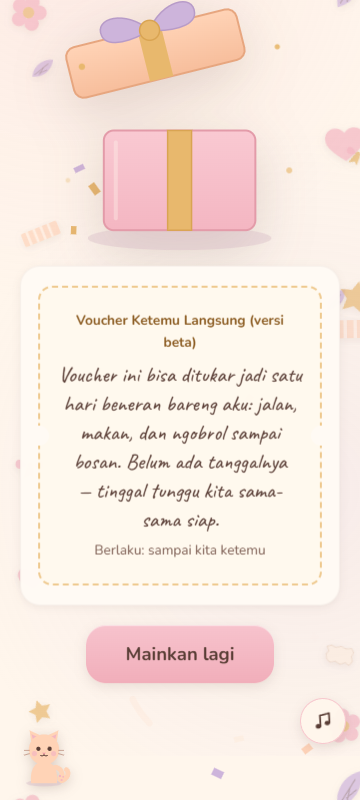 Voucher Ketemu Langsung (versi
beta)
Voucher ini bisa ditukar jadi satu
hari beneran bareng aku: jalan,
makan, dan ngobrol sampai
bosan. Belum ada tanggalnya
— tinggal tunggu kita sama-
sama siap.
Berlaku: sampai kita ketemu
Mainkan lagi